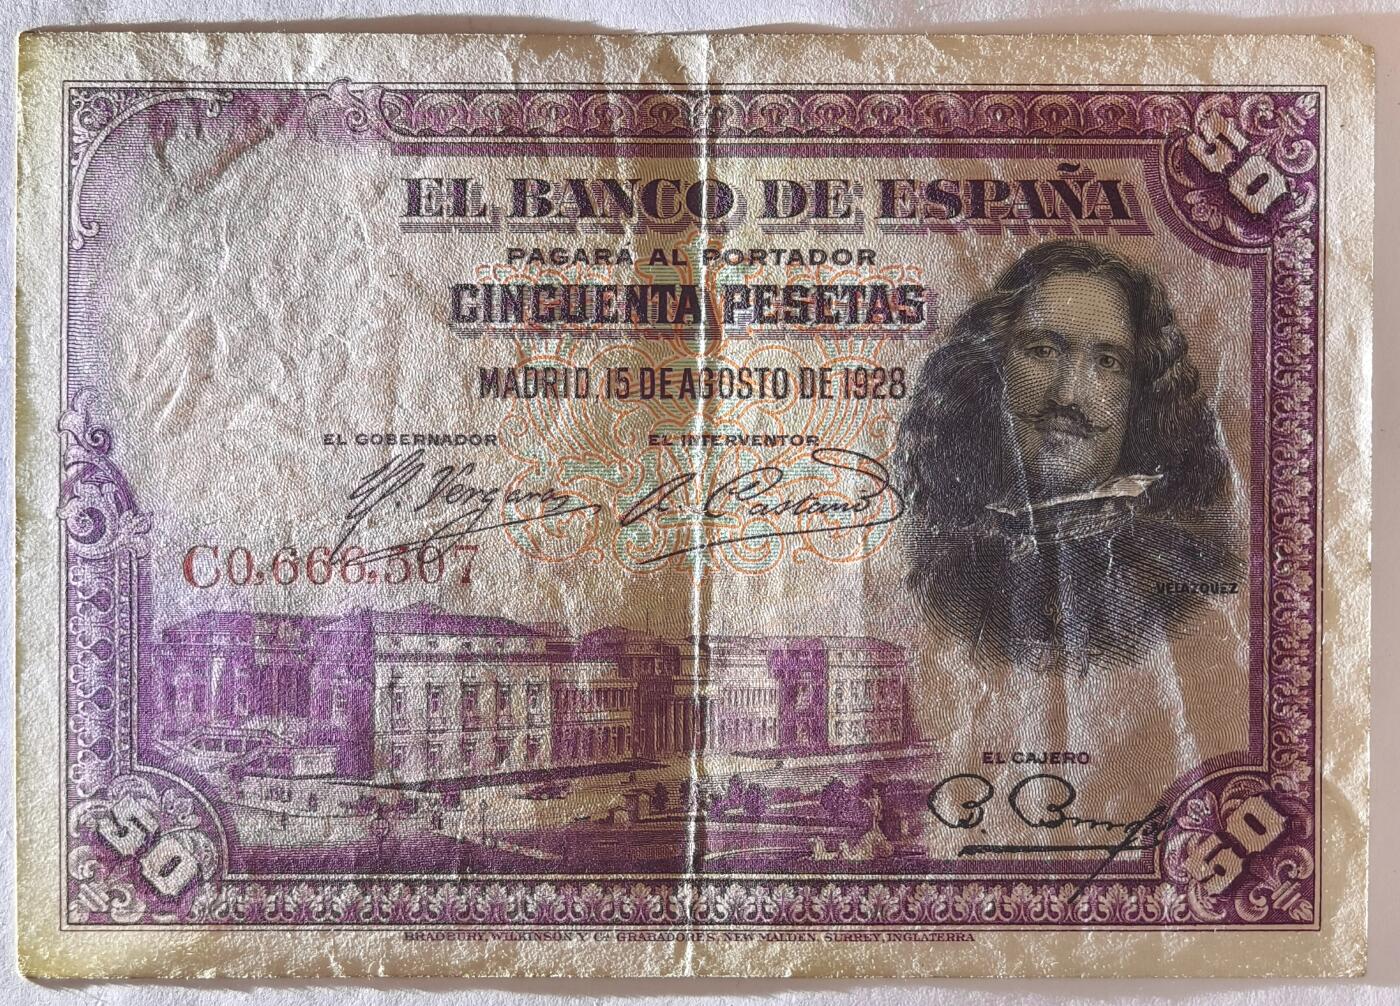 50
EL BANCO DE ESPAÑA
PAGARÁ AL PORTADOR
CINCUENTA PESETAS
MADRID, 15 DE AGOSTO DE 1928
EL GOBERNADOR EL INTERVENTOR
C0,666,507
VELAZQUEZ
EL CAJERO
50 50
BRADBURY, WILKINSON Y Cª GRABADORES, NEW MALDEN, SURREY, INGLATERRA